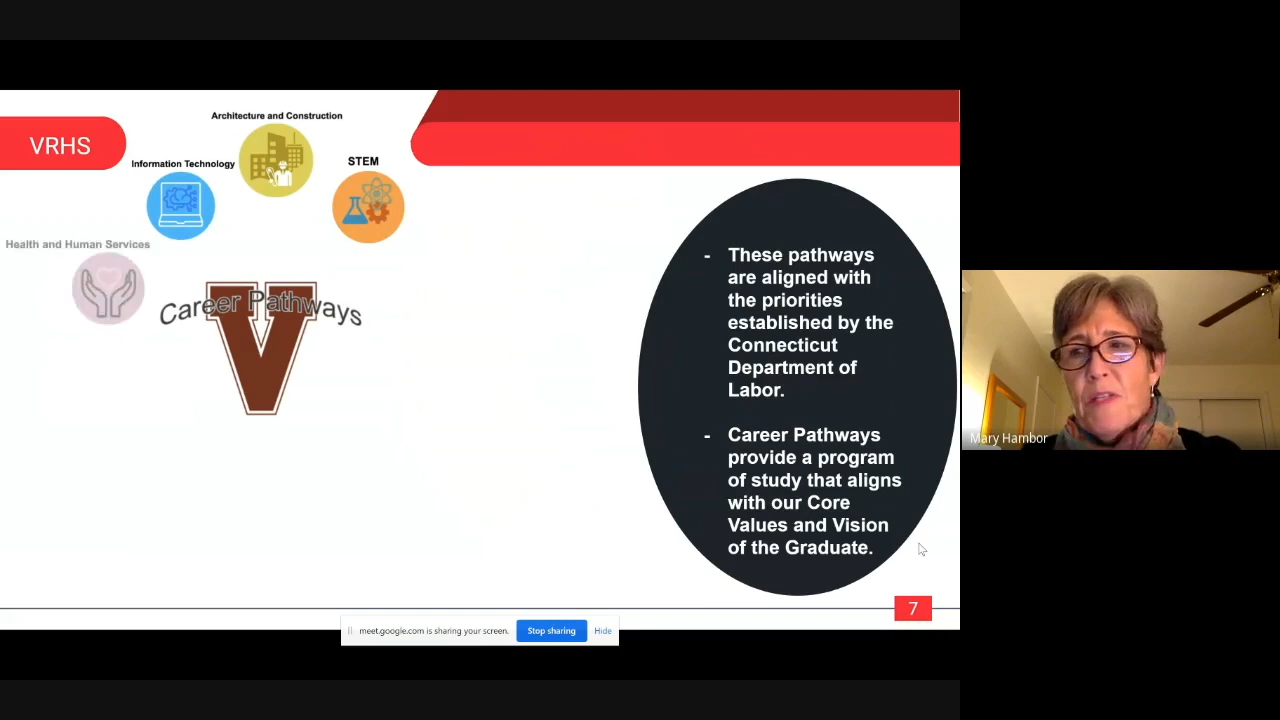 Architecture and Construction
VRHS
Information Technology
STEM
Health and Human Services
Career Pathways
V
- These pathways
are aligned with
the priorities
established by the
Connecticut
Department of
Labor.
- Career Pathways
provide a program
of study that aligns
with our Core
Values and Vision
of the Graduate.
7
meet.google.com is sharing your screen.
Stop sharing
Hide
Mary Hambor